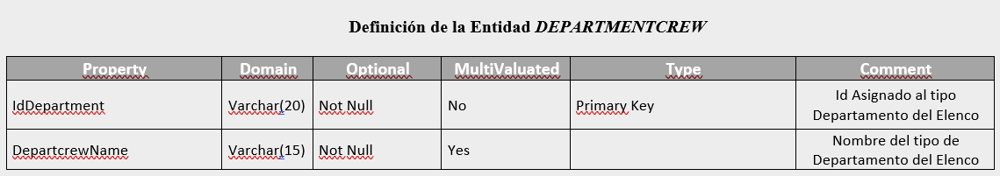 Definición de la Entidad DEPARTMENTCREW
Property Domain Optional MultiValuated Type Comment
IdDepartment Varchar(20) Not Null No Primary Key Id Asignado al tipo
Departamento del Elenco
DepartcrewName Varchar(15) Not Null Yes Nombre del tipo de
Departamento del Elenco